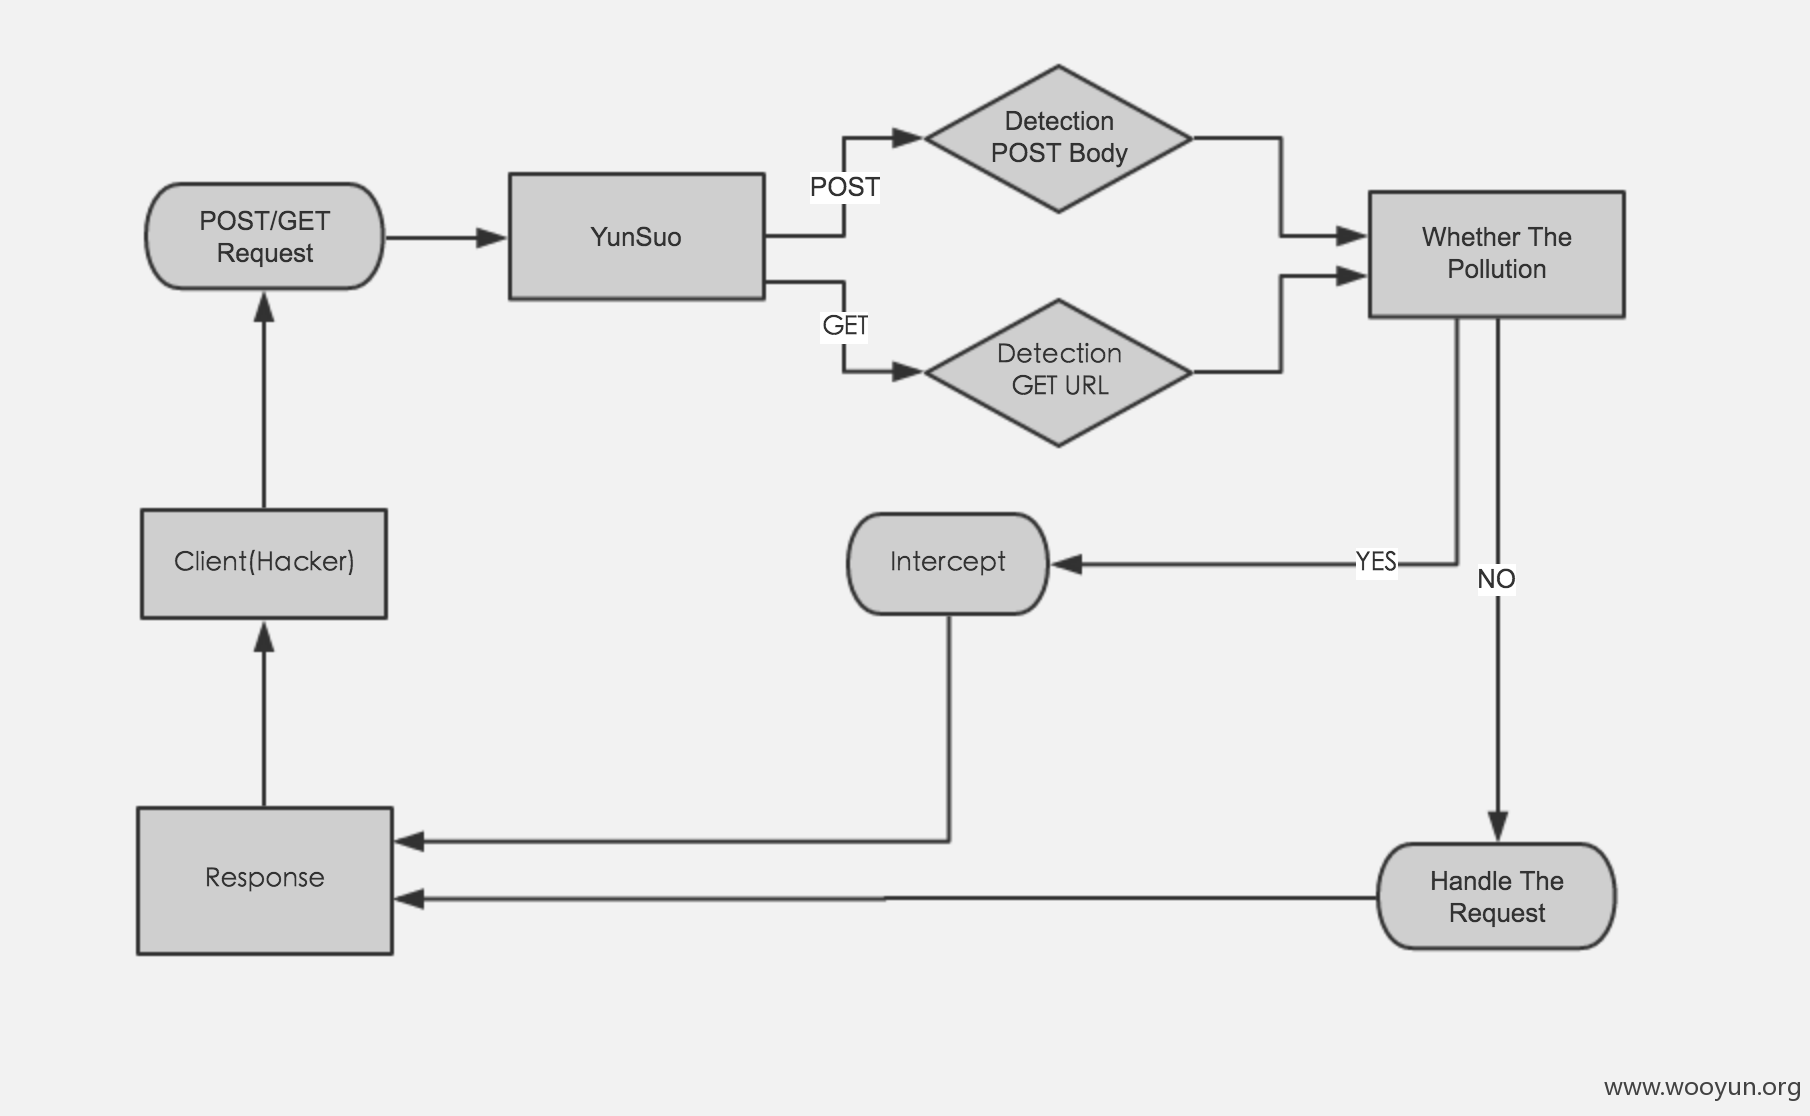 Detection
POST Body
POST
POST/GET
Request
YunSuo
Whether The
Pollution
GET
Detection
GET URL
Client(Hacker)
Intercept
YES
NO
Response
Handle The
Request
www.wooyun.org